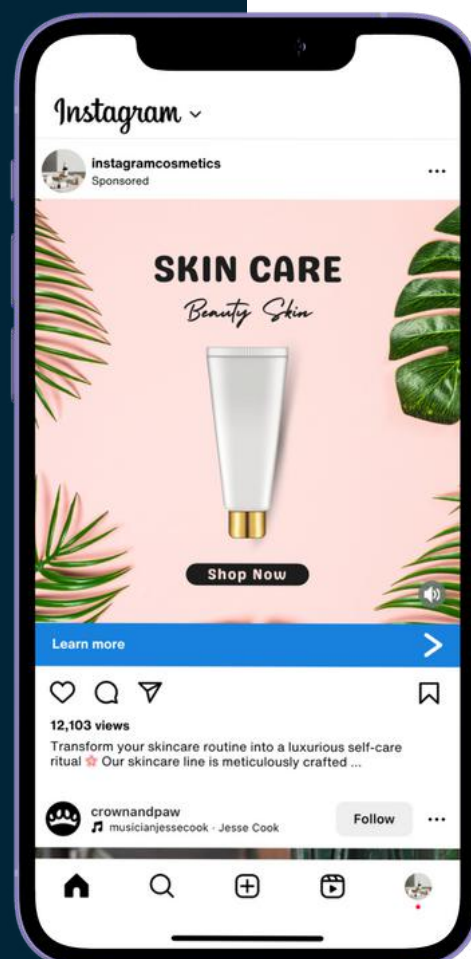 Instagram
instagramcosmetics
Sponsored
SKIN CARE
Beauty Skin
Shop Now
Learn more
12,103 views
Transform your skincare routine into a luxurious self-care
ritual 🌸 Our skincare line is meticulously crafted ...
crownandpaw
musicianjessecook · Jesse Cook
Follow